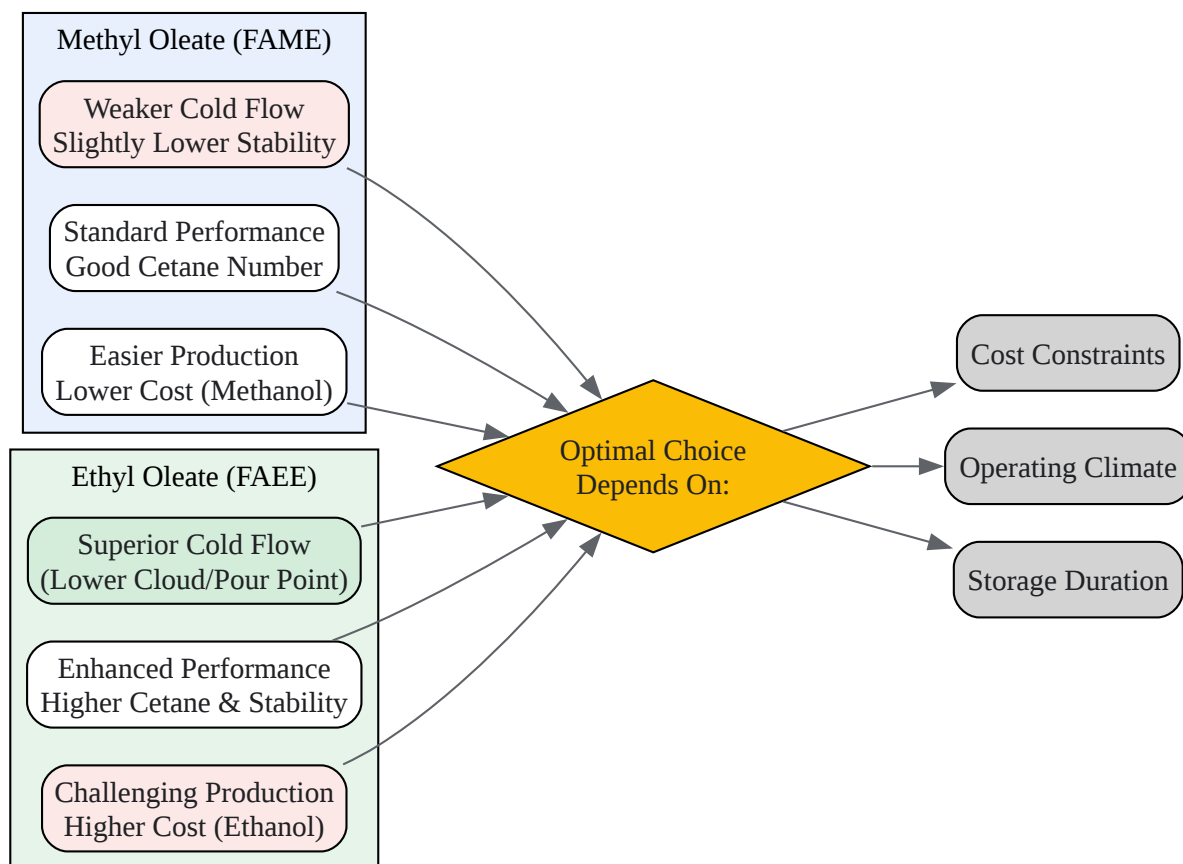 Methyl Oleate (FAME)
Weaker Cold Flow
Slightly Lower Stability
Standard Performance
Good Cetane Number
Easier Production
Lower Cost (Methanol)
Ethyl Oleate (FAEE)
Superior Cold Flow
(Lower Cloud/Pour Point)
Enhanced Performance
Higher Cetane & Stability
Challenging Production
Higher Cost (Ethanol)
Optimal Choice
Depends On:
Cost Constraints
Operating Climate
Storage Duration